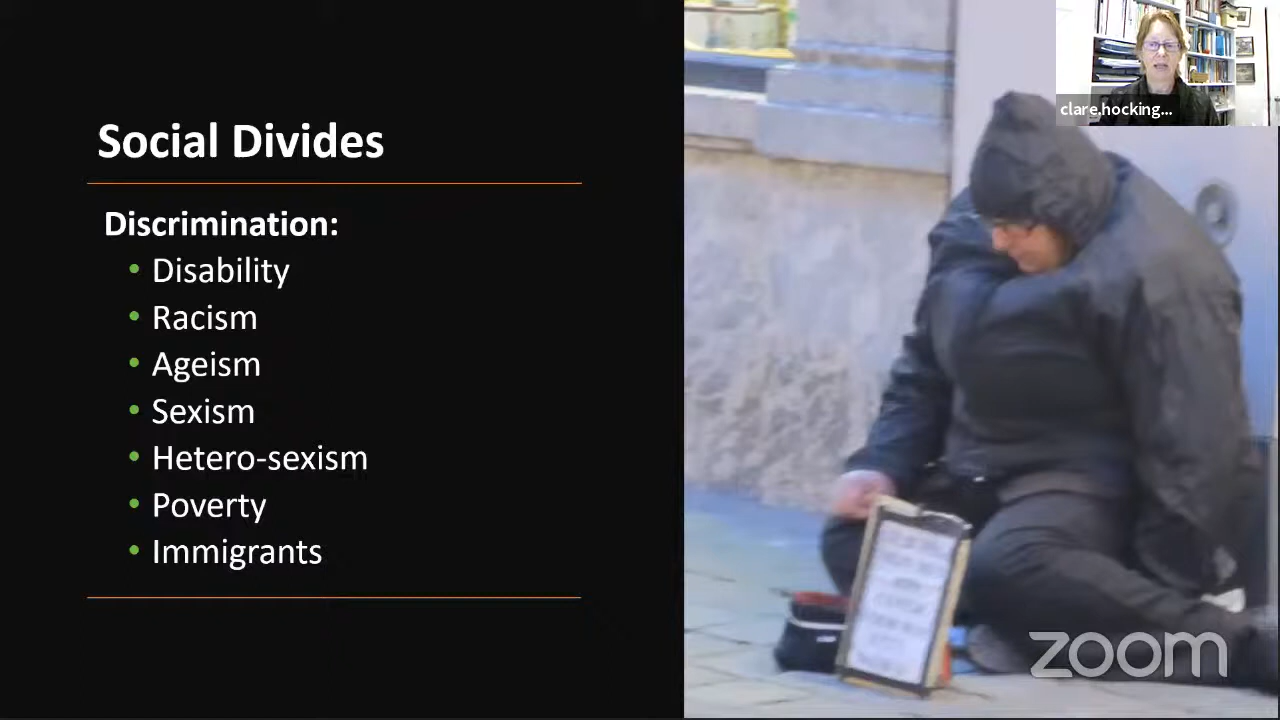 Social Divides
Discrimination:
• Disability
• Racism
• Ageism
• Sexism
• Hetero-sexism
• Poverty
• Immigrants
clare.hocking...
zoom